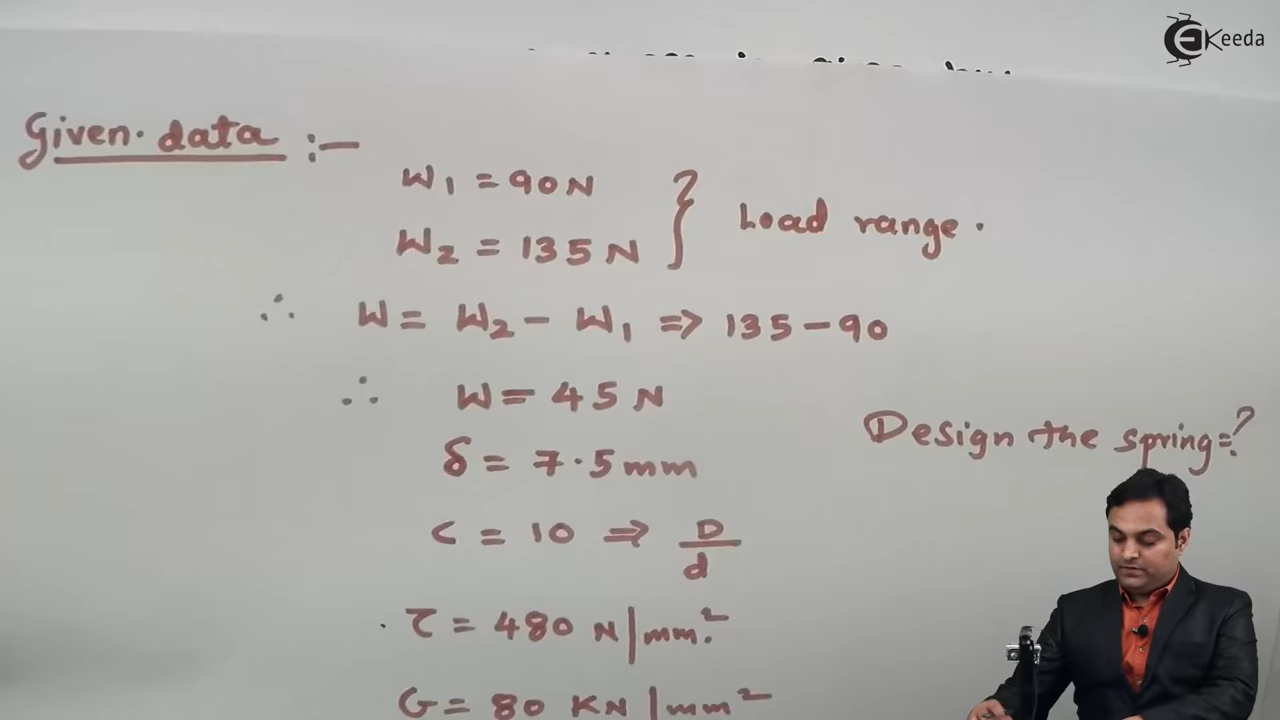 Keeda
Given. data :-
W₁ = 90 N
W₂ = 135 N } Load range.
∴ W = W₂ - W₁ => 135 - 90
∴ W = 45 N
Design the spring = ?
δ = 7.5 mm
C = 10 => D/d
τ = 480 N/mm²
G = 80 KN/mm²